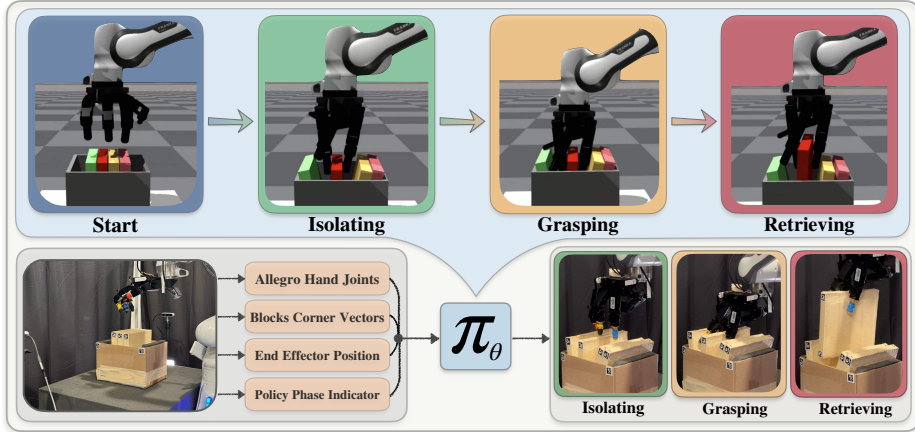 Start
Isolating
Grasping
Retrieving
Allegro Hand Joints
Blocks Corner Vectors
End Effector Position
Policy Phase Indicator
πθ
Isolating
Grasping
Retrieving